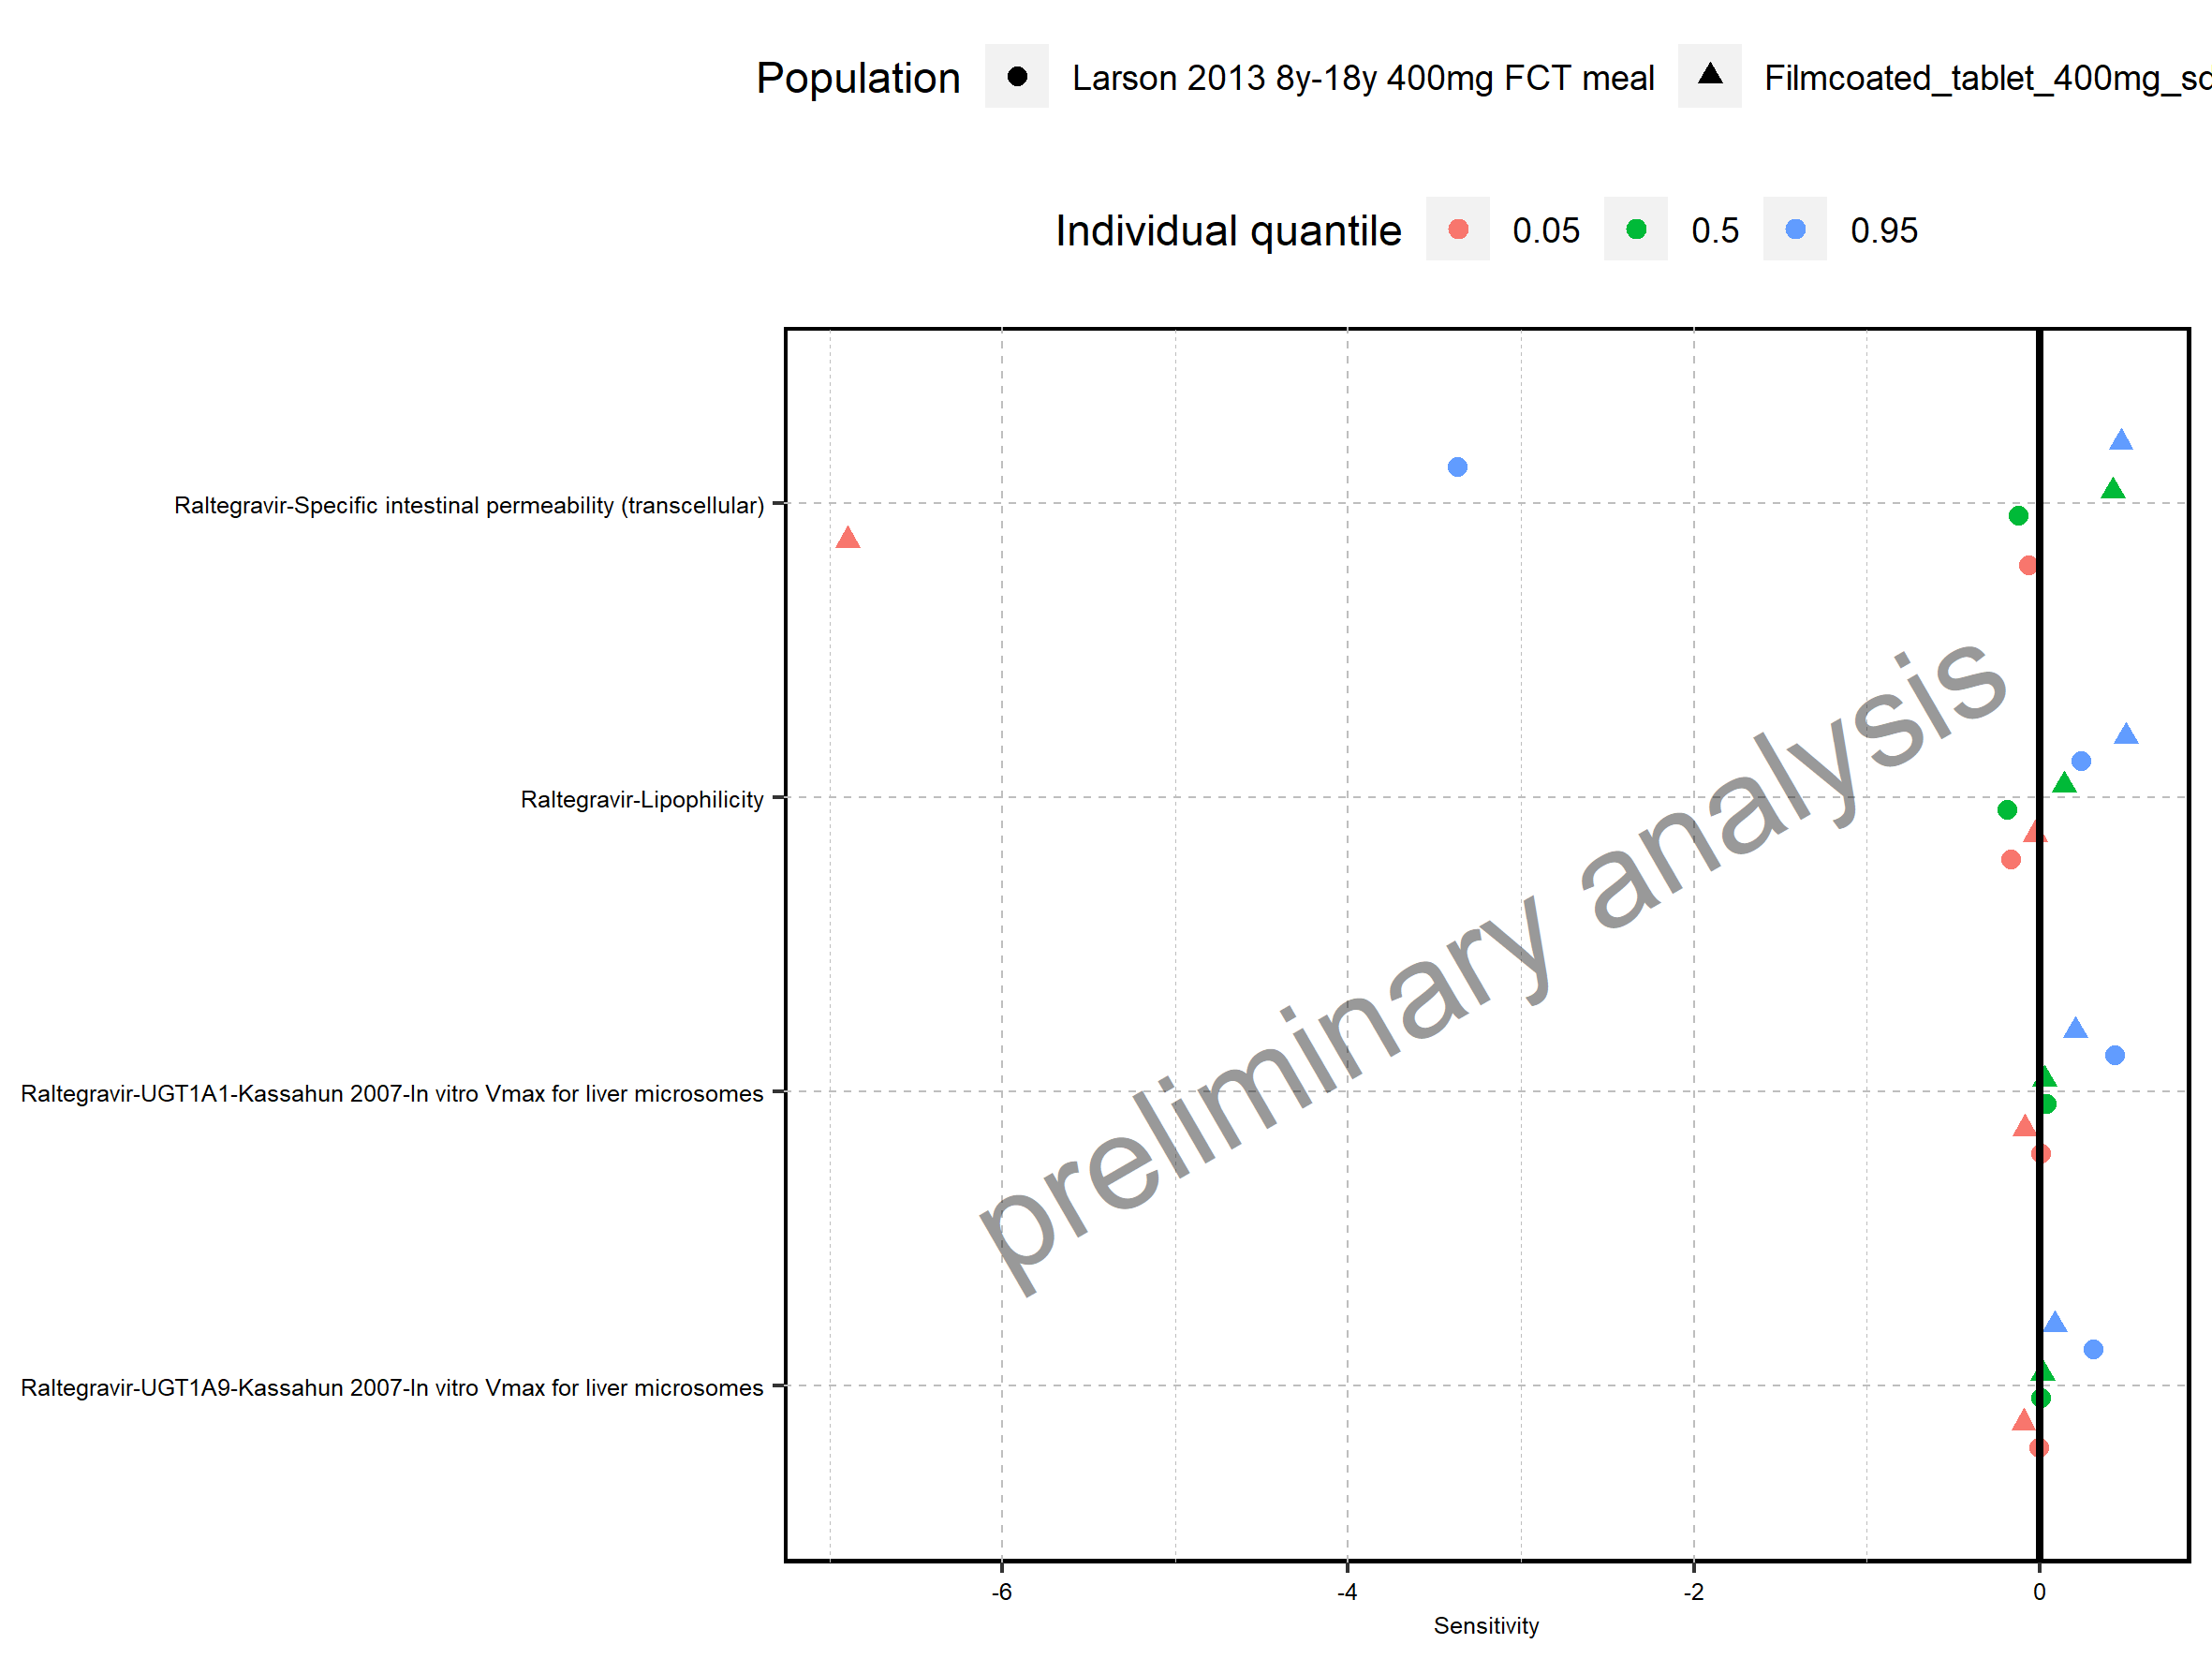 Population Larson 2013 8y-18y 400mg FCT meal Filmcoated_tablet_400mg_sd
Individual quantile 0.05 0.5 0.95
Raltegravir-Specific intestinal permeability (transcellular)
Raltegravir-Lipophilicity
Raltegravir-UGT1A1-Kassahun 2007-In vitro Vmax for liver microsomes
Raltegravir-UGT1A9-Kassahun 2007-In vitro Vmax for liver microsomes
preliminary analysis
-6 -4 -2 0
Sensitivity